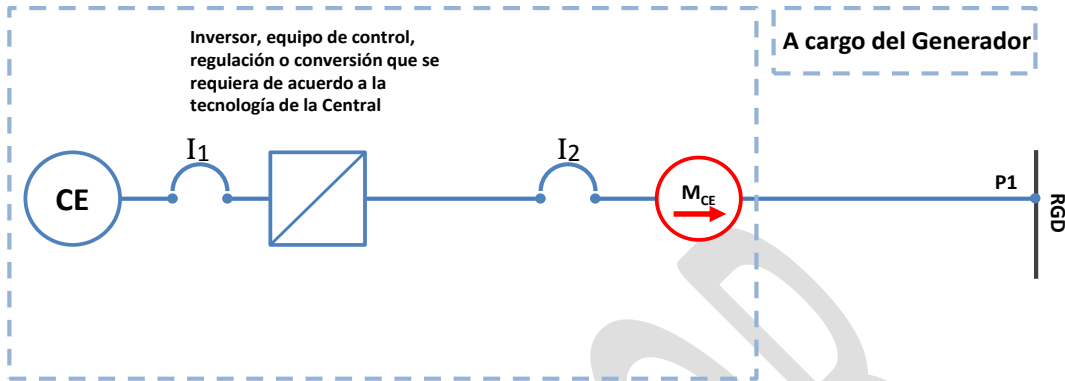 Inversor, equipo de control,
regulación o conversión que se
requiera de acuerdo a la
tecnología de la Central
A cargo del Generador
CE
I1
I2
MCE
P1
RGD